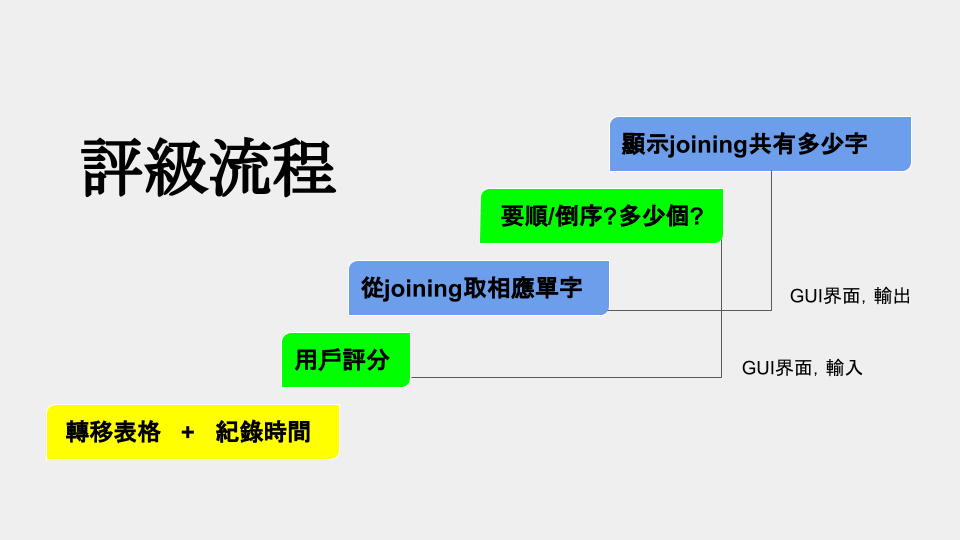 評級流程
顯示joining共有多少字
要順/倒序?多少個?
從joining取相應單字
GUI界面，輸出
用戶評分
GUI界面，輸入
轉移表格 + 紀錄時間